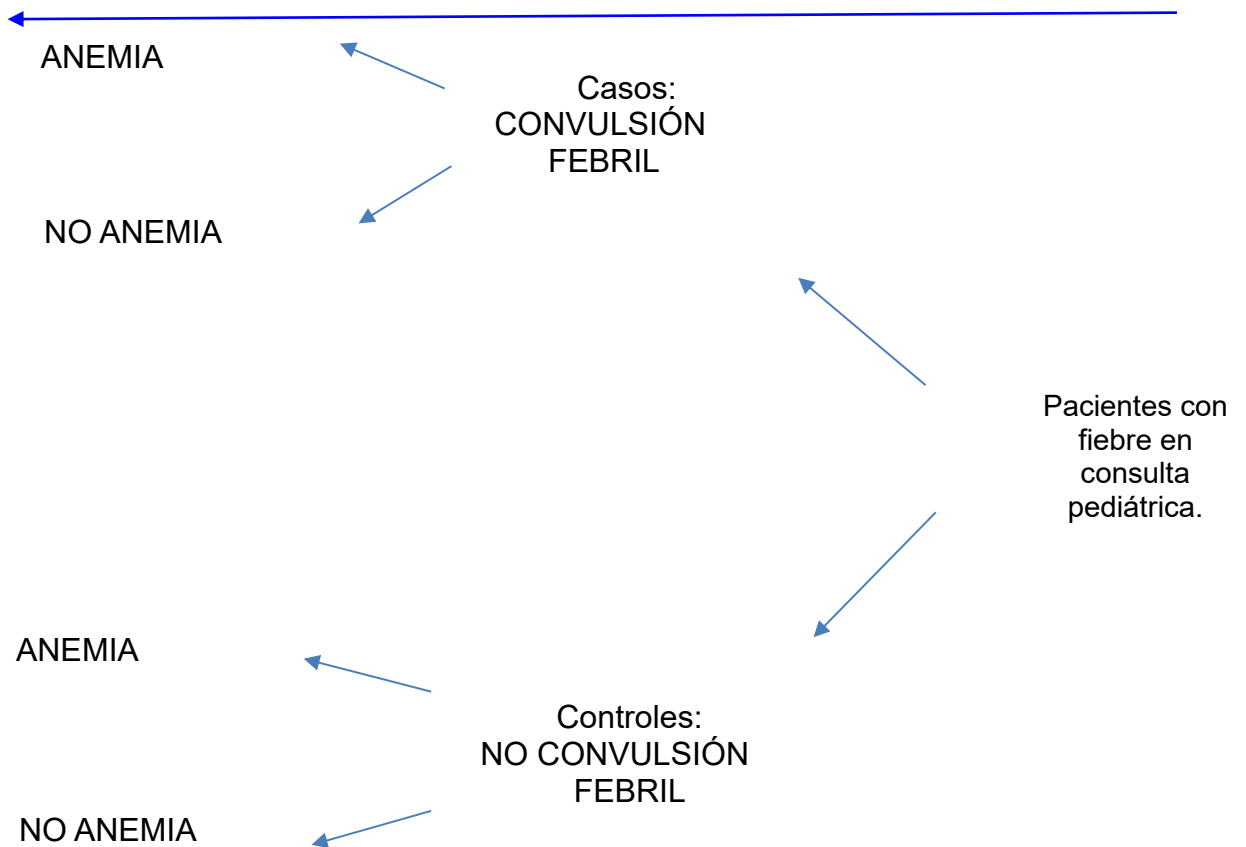 ANEMIA
Casos:
CONVULSIÓN
FEBRIL
NO ANEMIA
Pacientes con
fiebre en
consulta
pediátrica.
ANEMIA
Controles:
NO CONVULSIÓN
FEBRIL
NO ANEMIA